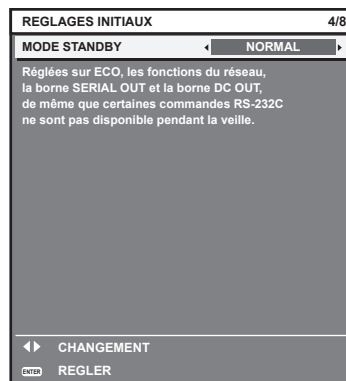 REGLAGES INITIAUX 4/8
MODE STANDBY NORMAL
Réglées sur ECO, les fonctions du réseau,
la borne SERIAL OUT et la borne DC OUT,
de même que certaines commandes RS-232C
ne sont pas disponible pendant la veille.
CHANGEMENT
ENTER REGLER